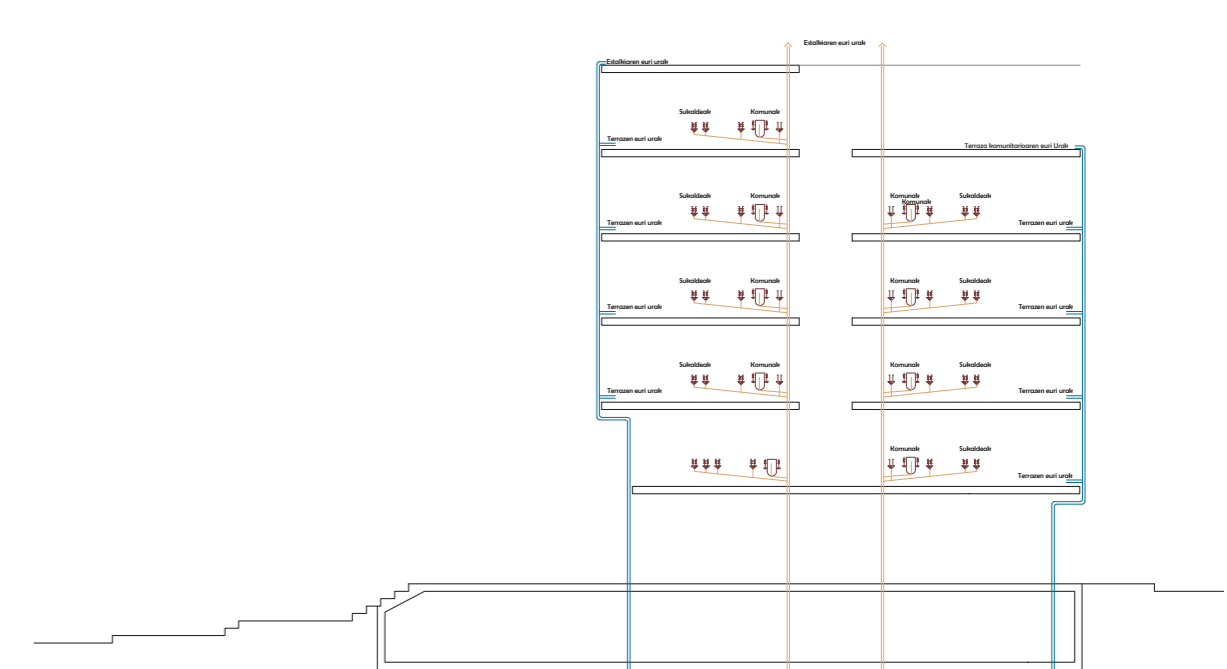 Estalkiaren euri urak
Estalkiaren euri urak
Sukaldeak
Komunak
Terrazen euri urak
Terraza komunitarioaren euri Urak
Sukaldeak
Komunak
Komunak
Komunak
Sukaldeak
Terrazen euri urak
Terrazen euri urak
Sukaldeak
Komunak
Komunak
Sukaldeak
Terrazen euri urak
Terrazen euri urak
Sukaldeak
Komunak
Komunak
Sukaldeak
Terrazen euri urak
Terrazen euri urak
Komunak
Sukaldeak
Terrazen euri urak